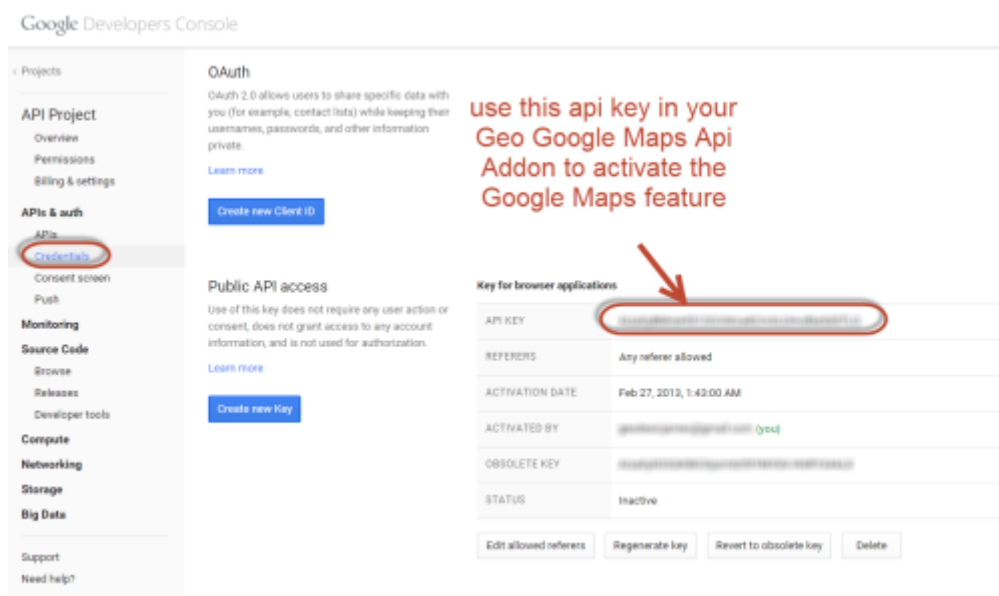 Google Developers Console
‹ Projects
API Project
Overview
Permissions
Billing & settings
APIs & auth
APIs
Credentials
Consent screen
Push
Monitoring
Source Code
Browse
Releases
Developer tools
Compute
Networking
Storage
Big Data
Support
Need help?
OAuth
OAuth 2.0 allows users to share specific data with
you (for example, contact lists) while keeping their
usernames, passwords, and other information
private.
Learn more
Create new Client ID
use this api key in your
Geo Google Maps Api
Addon to activate the
Google Maps feature
Public API access
Use of this key does not require any user action or
consent, does not grant access to any account
information, and is not used for authorization.
Learn more
Create new Key
Key for browser applications
API KEY
REFERERS Any referer allowed
ACTIVATION DATE Feb 27, 2013, 1:43:00 AM
ACTIVATED BY (you)
OBSOLETE KEY
STATUS Inactive
Edit allowed referers Regenerate key Revert to obsolete key Delete